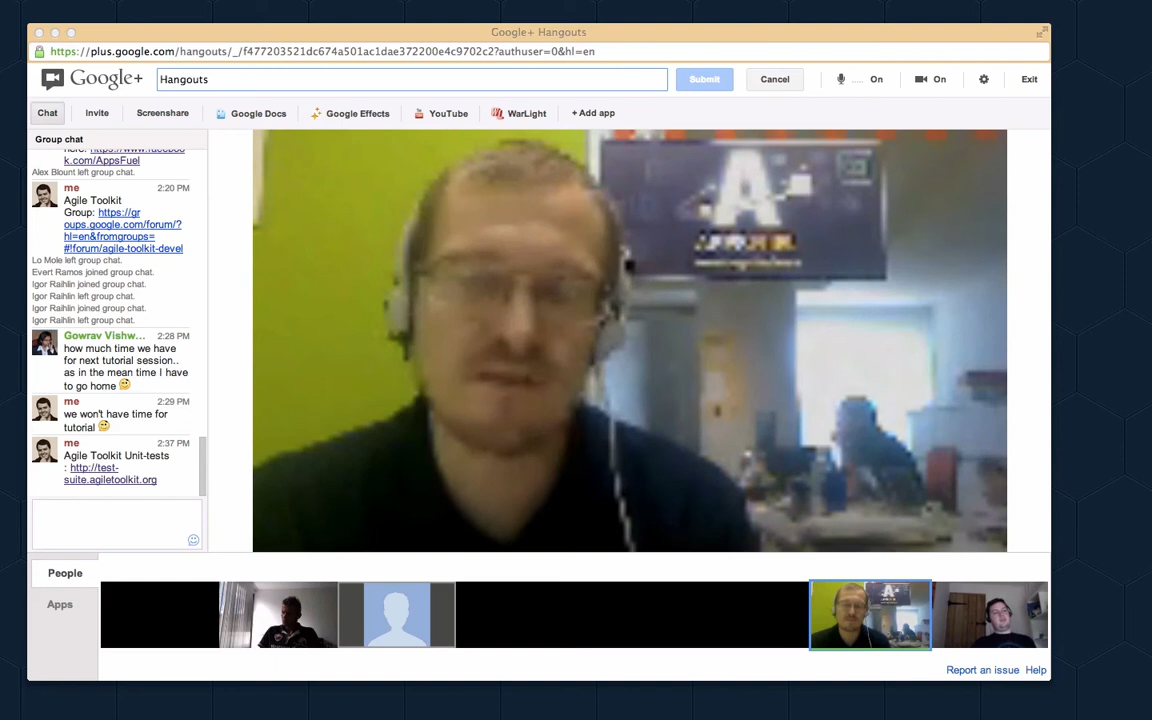 Google+ Hangouts
https://plus.google.com/hangouts/_/f477203521dc674a501ac1dae372200e4c9702c2?authuser=0&hl=en
Google+
Hangouts
Submit
Cancel
On
On
Exit
Chat
Invite
Screenshare
Google Docs
Google Effects
YouTube
WarLight
+ Add app
Group chat
k.com/AppsFuel
Alex Blount left group chat.
me 2:20 PM
Agile Toolkit
Group: https://gr
oups.google.com/forum/?
hl=en&fromgroups=
#!forum/agile-toolkit-devel
Lo Mole left group chat.
Evert Ramos joined group chat.
Igor Raihlin joined group chat.
Igor Raihlin left group chat.
Igor Raihlin joined group chat.
Igor Raihlin left group chat.
Gowrav Vishw... 2:28 PM
how much time we have
for next tutorial session..
as in the mean time I have
to go home
me 2:29 PM
we won't have time for
tutorial
me 2:37 PM
Agile Toolkit Unit-tests
: http://test-
suite.agiletoolkit.org
A
People
Apps
Report an issue Help